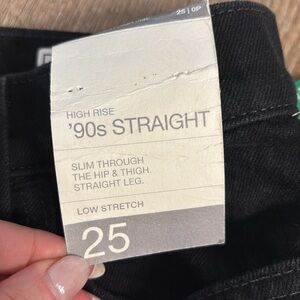 25 | 0P
HIGH RISE
'90s STRAIGHT
SLIM THROUGH
THE HIP & THIGH.
STRAIGHT LEG.
LOW STRETCH
25